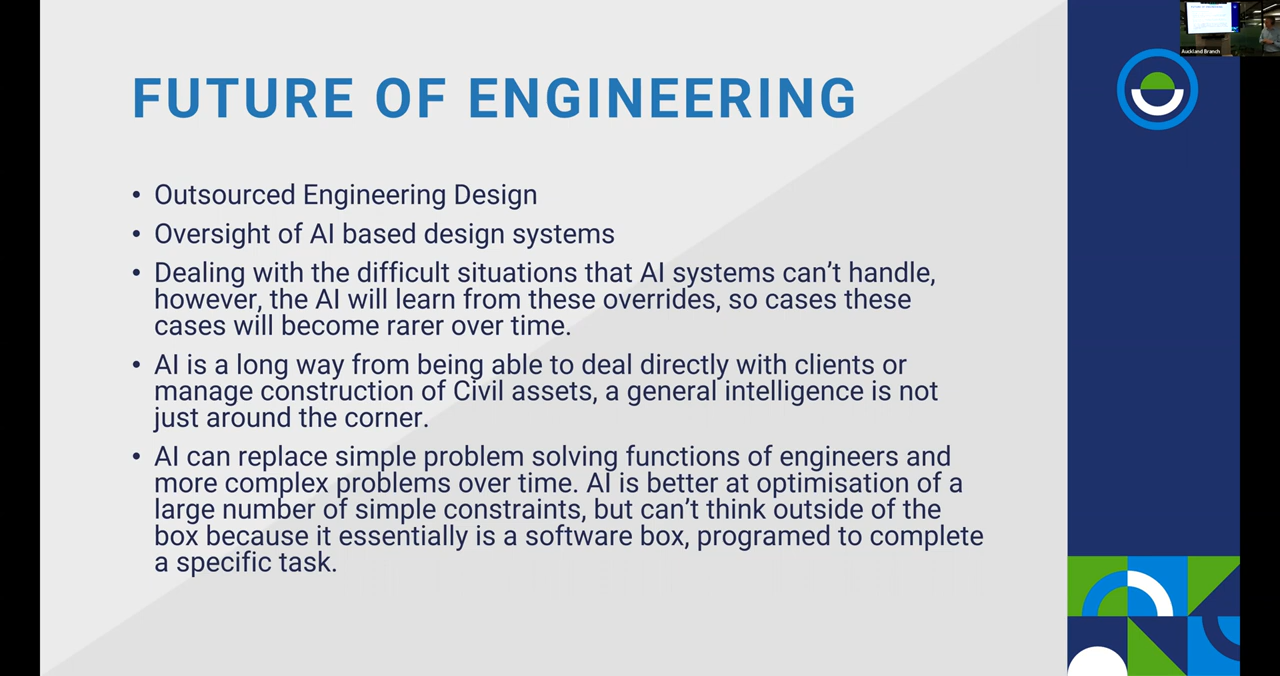 FUTURE OF ENGINEERING
• Outsourced Engineering Design
• Oversight of AI based design systems
• Dealing with the difficult situations that AI systems can't handle,
however, the AI will learn from these overrides, so cases these
cases will become rarer over time.
• AI is a long way from being able to deal directly with clients or
manage construction of Civil assets, a general intelligence is not
just around the corner.
• AI can replace simple problem solving functions of engineers and
more complex problems over time. AI is better at optimisation of a
large number of simple constraints, but can't think outside of the
box because it essentially is a software box, programed to complete
a specific task.
Auckland Branch